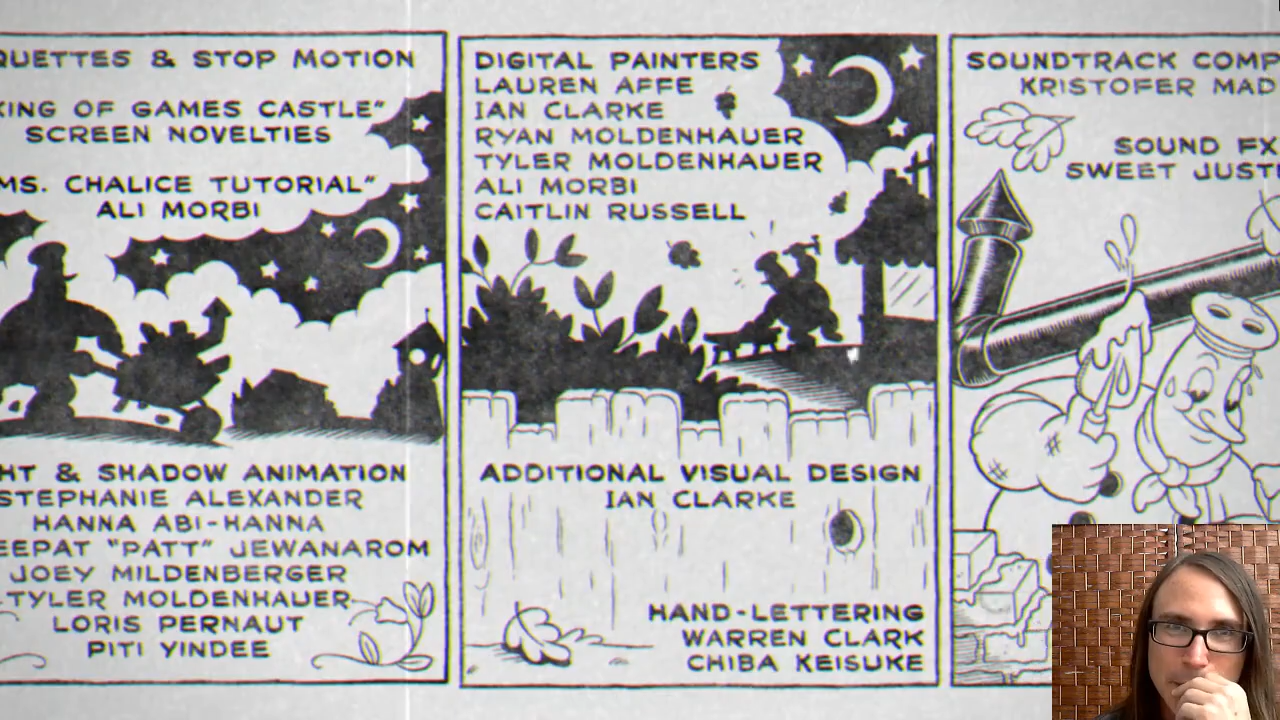 QUETTES & STOP MOTION
KING OF GAMES CASTLE"
SCREEN NOVELTIES
MS. CHALICE TUTORIAL"
ALI MORBI
HT & SHADOW ANIMATION
STEPHANIE ALEXANDER
HANNA ABI-HANNA
EEPAT "PATT" JEWANAROM
JOEY MILDENBERGER
TYLER MOLDENHAUER
LORIS PERNAUT
PITI YINDEE
DIGITAL PAINTERS
LAUREN AFFE
IAN CLARKE
RYAN MOLDENHAUER
TYLER MOLDENHAUER
ALI MORBI
CAITLIN RUSSELL
ADDITIONAL VISUAL DESIGN
IAN CLARKE
HAND-LETTERING
WARREN CLARK
CHIBA KEISUKE
SOUNDTRACK COMP
KRISTOFER MAD
SOUND FX
SWEET JUST